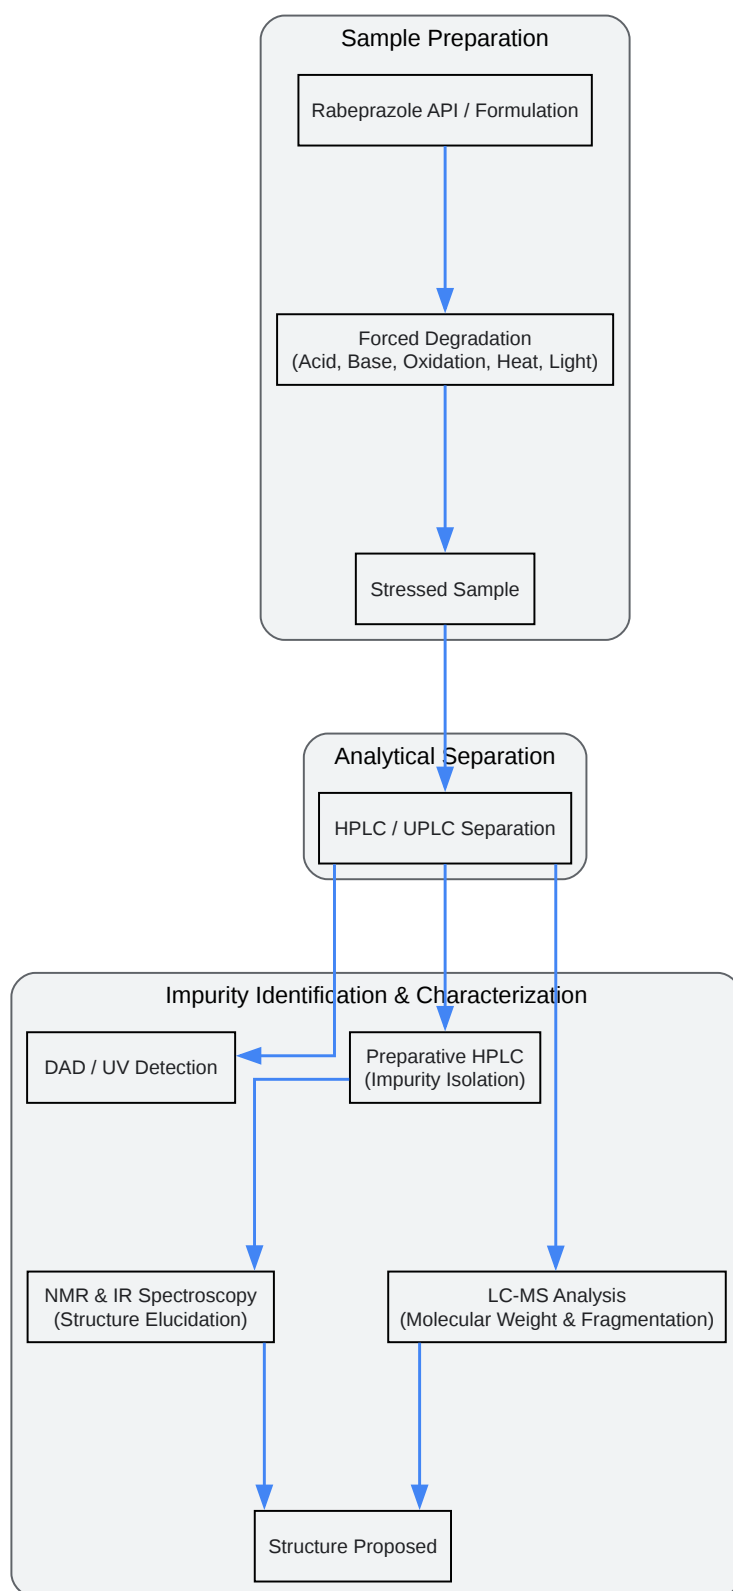 Sample Preparation
Rabeprazole API / Formulation
Forced Degradation
(Acid, Base, Oxidation, Heat, Light)
Stressed Sample
Analytical Separation
HPLC / UPLC Separation
Impurity Identification & Characterization
DAD / UV Detection
Preparative HPLC
(Impurity Isolation)
NMR & IR Spectroscopy
(Structure Elucidation)
LC-MS Analysis
(Molecular Weight & Fragmentation)
Structure Proposed